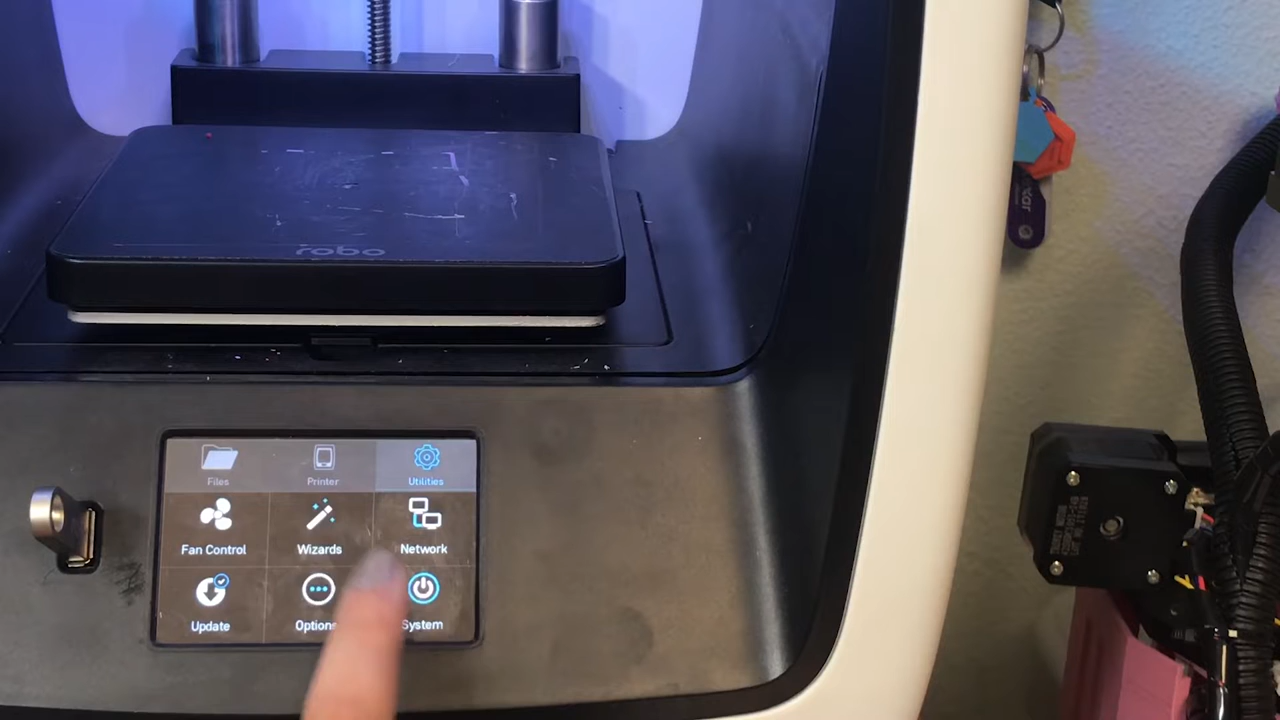 robo
Files
Printer
Utilities
Fan Control
Wizards
Network
Update
Options
System